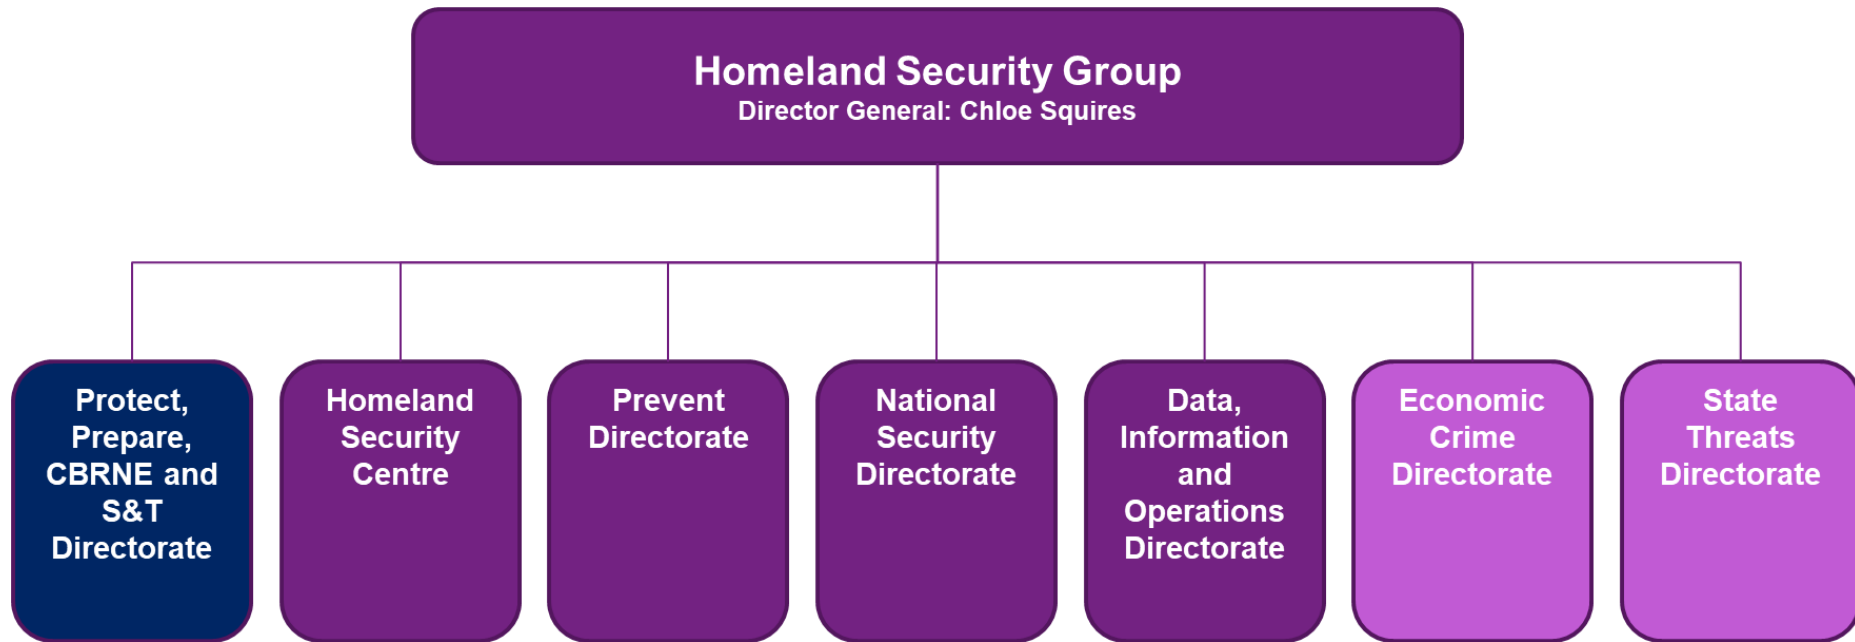 Homeland Security Group
Director General: Chloe Squires
Protect,
Prepare,
CBRNE and
S&T
Directorate
Homeland
Security
Centre
Prevent
Directorate
National
Security
Directorate
Data,
Information
and
Operations
Directorate
Economic
Crime
Directorate
State
Threats
Directorate